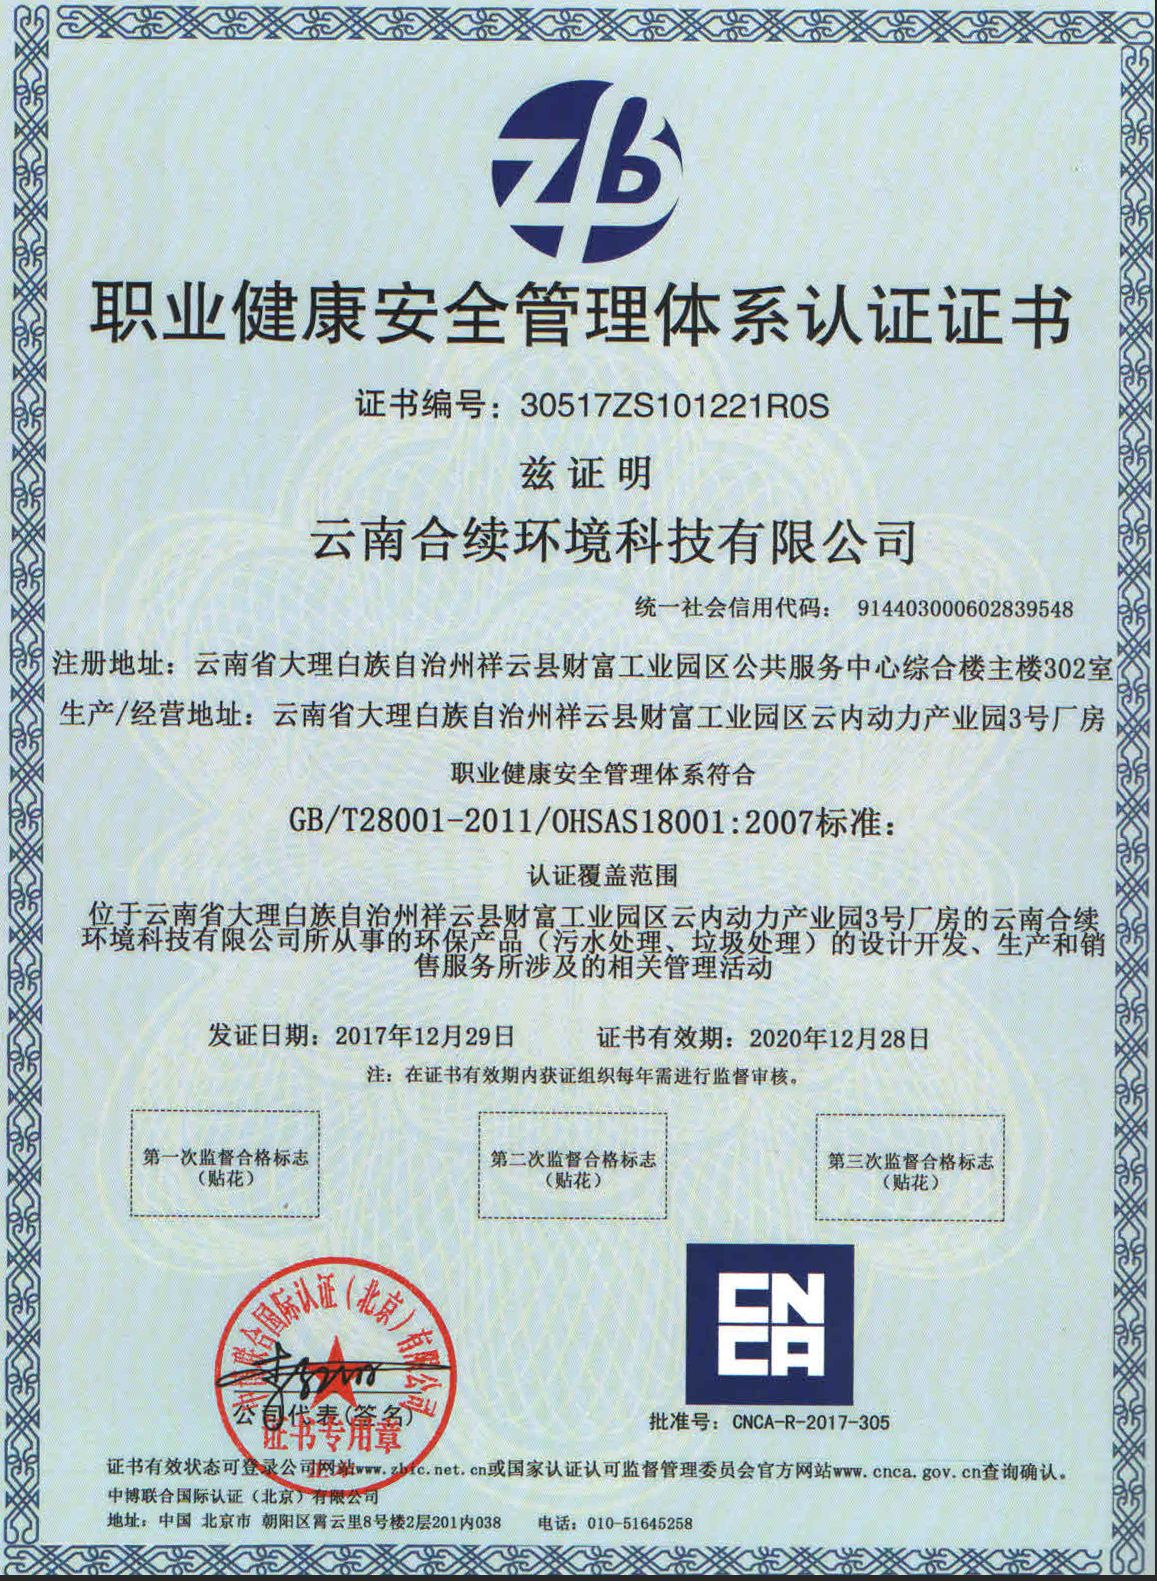 ZB
职业健康安全管理体系认证证书
证书编号：30517ZS101221R0S
兹证明
云南合续环境科技有限公司
统一社会信用代码： 914403000602839548
注册地址：云南省大理白族自治州祥云县财富工业园区公共服务中心综合楼主楼302室
生产/经营地址：云南省大理白族自治州祥云县财富工业园区云内动力产业园3号厂房
职业健康安全管理体系符合
GB/T28001-2011/OHSAS18001:2007标准：
认证覆盖范围
位于云南省大理白族自治州祥云县财富工业园区云内动力产业园3号厂房的云南合续
环境科技有限公司所从事的环保产品（污水处理、垃圾处理）的设计开发、生产和销
售服务所涉及的相关管理活动
发证日期：2017年12月29日 证书有效期：2020年12月28日
注：在证书有效期内获证组织每年需进行监督审核。
第一次监督合格标志
（贴花）
第二次监督合格标志
（贴花）
第三次监督合格标志
（贴花）
中博联合国际认证（北京）有限公司
公司代表(签名)
证书专用章
CNCA
批准号：CNCA-R-2017-305
证书有效状态可登录公司网站www.zbic.net.cn或国家认证认可监督管理委员会官方网站www.cnca.gov.cn查询确认。
中博联合国际认证（北京）有限公司
地址：中国 北京市 朝阳区霄云里8号楼2层201内038 电话：010-51645258